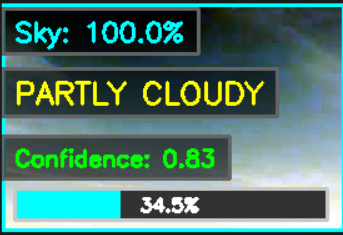 Sky: 100.0%
PARTLY CLOUDY
Confidence: 0.83
34.5%